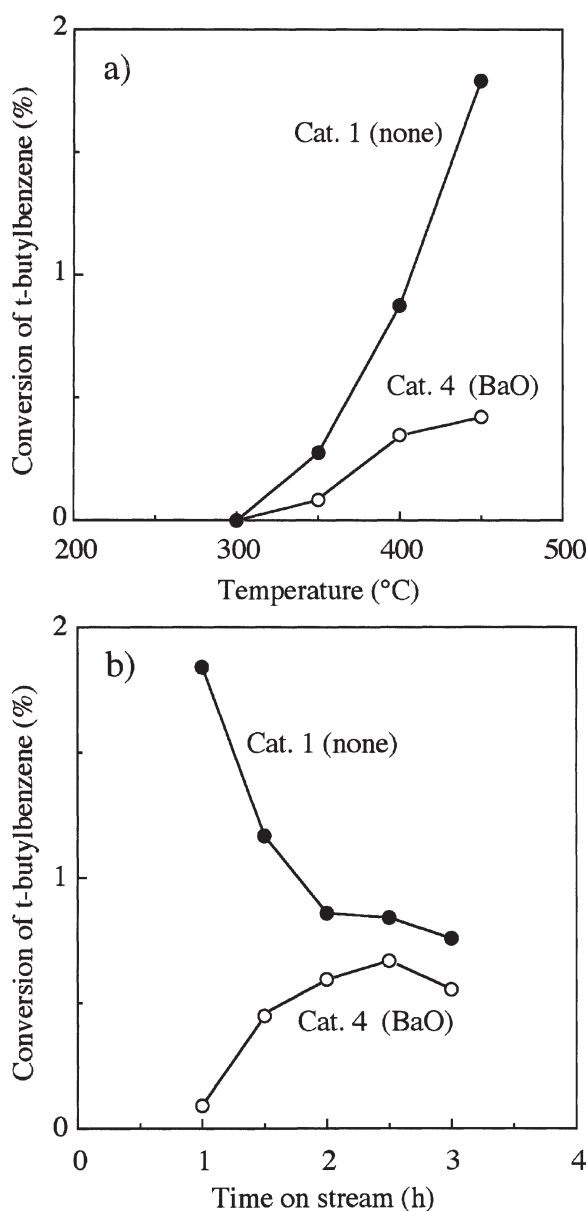 2
a)
Cat. 1 (none)
1
Cat. 4 (BaO)
0
200 300 400 500
Temperature (°C)
Conversion of t-butylbenzene (%)
2
b)
Cat. 1 (none)
1
Cat. 4 (BaO)
0
0 1 2 3 4
Time on stream (h)
Conversion of t-butylbenzene (%)